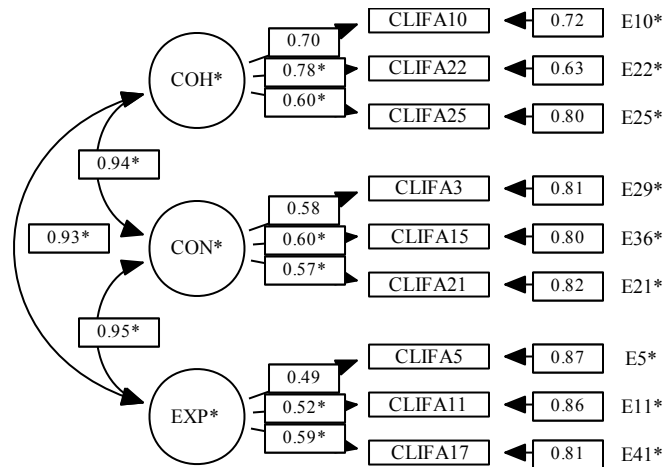 0.70 CLIFA10 0.72 E10*
COH* 0.78* CLIFA22 0.63 E22*
0.60* CLIFA25 0.80 E25*
0.94*
0.58 CLIFA3 0.81 E29*
0.93* CON* 0.60* CLIFA15 0.80 E36*
0.57* CLIFA21 0.82 E21*
0.95*
0.49 CLIFA5 0.87 E5*
EXP* 0.52* CLIFA11 0.86 E11*
0.59* CLIFA17 0.81 E41*